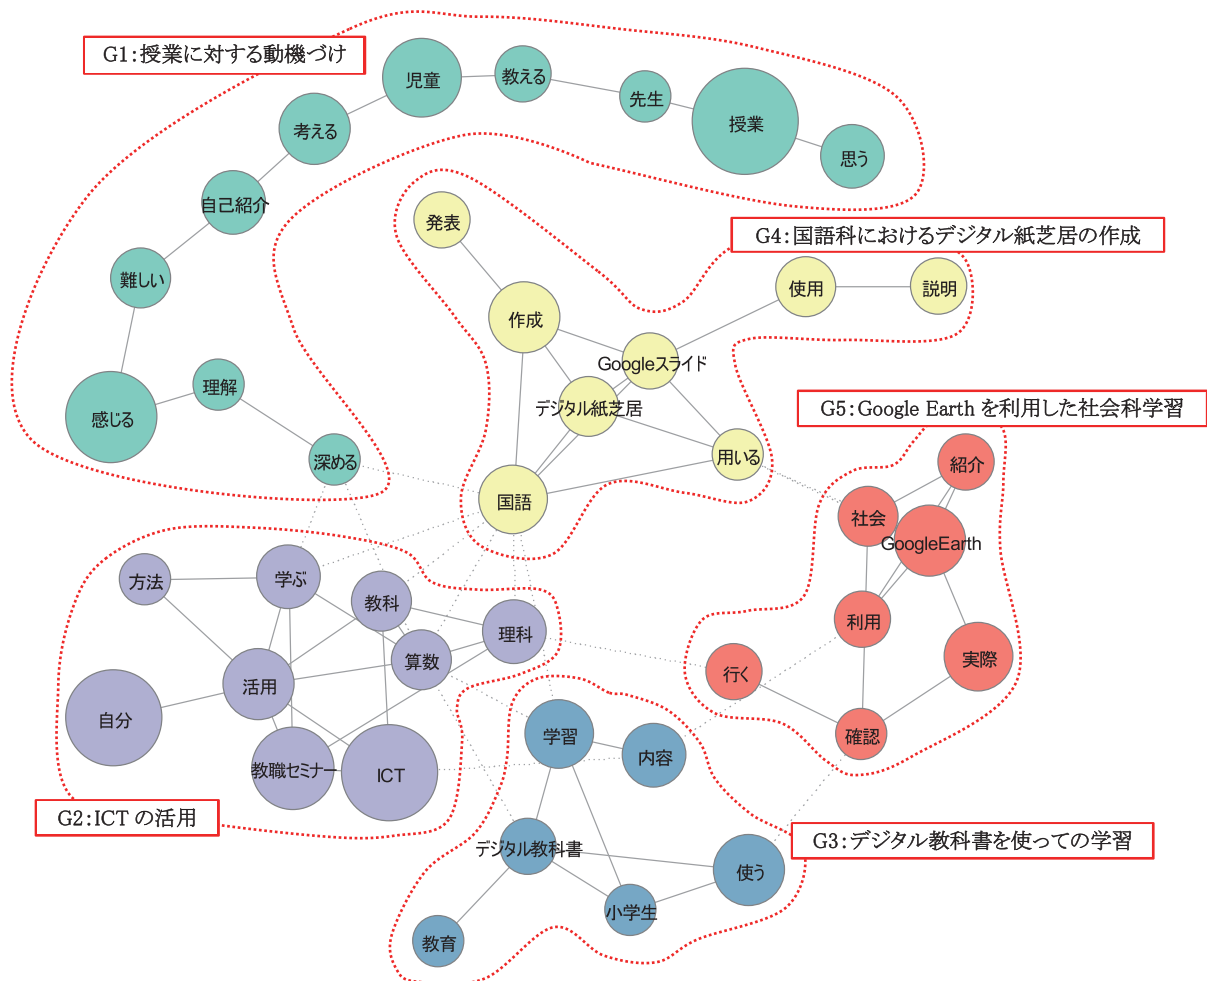 G1:授業に対する動機づけ
児童
教える
先生
授業
思う
考える
自己紹介
難しい
感じる
理解
深める
G4:国語科におけるデジタル紙芝居の作成
発表
作成
使用
説明
Googleスライド
デジタル紙芝居
用いる
国語
G5:Google Earth を利用した社会科学習
紹介
社会
GoogleEarth
利用
実際
行く
確認
方法
学ぶ
教科
理科
算数
活用
自分
教職セミナー
ICT
G2:ICT の活用
学習
内容
G3:デジタル教科書を使っての学習
デジタル教科書
使う
小学生
教育